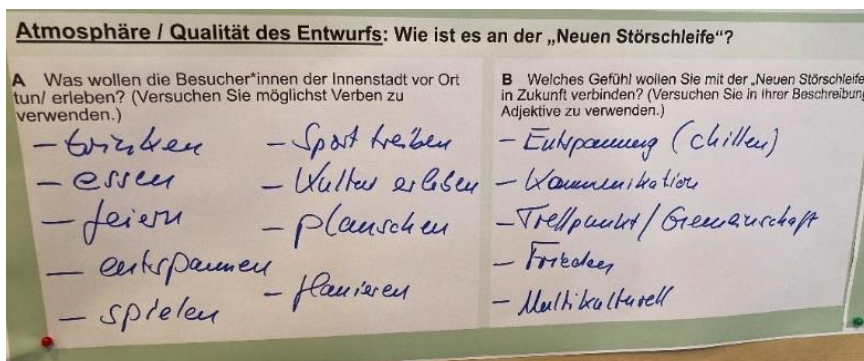 Atmosphäre / Qualität des Entwurfs: Wie ist es an der „Neuen Störschleife“?
A Was wollen die Besucher*innen der Innenstadt vor Ort
tun/ erleben? (Versuchen Sie möglichst Verben zu
verwenden.)
– trinken
– essen
– feiern
– entspannen
– spielen
– Sport treiben
– Kultur erleben
– plauschen
– flanieren
B Welches Gefühl wollen Sie mit der „Neuen Störschleife
in Zukunft verbinden? (Versuchen Sie in Ihrer Beschreibung
Adjektive zu verwenden.)
– Entspannung (chillen)
– Kommunikation
– Treffpunkt / Gemeinschaft
– Frieden
– Multikulturell